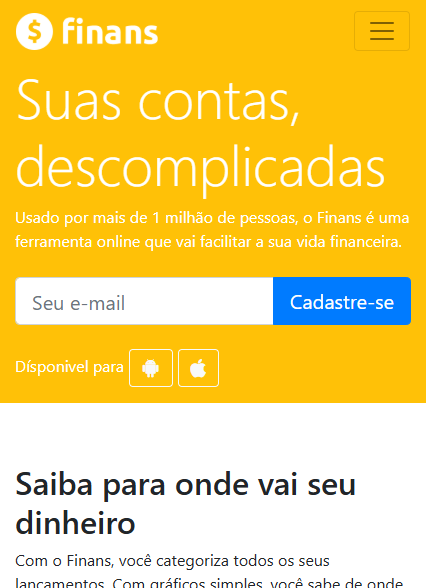 finans
Suas contas,
descomplicadas
Usado por mais de 1 milhão de pessoas, o Finans é uma
ferramenta online que vai facilitar a sua vida financeira.
Seu e-mail
Cadastre-se
Dísponivel para
Saiba para onde vai seu
dinheiro
Com o Finans, você categoriza todos os seus
lançamentos. Com gráficos simples, você sabe de onde